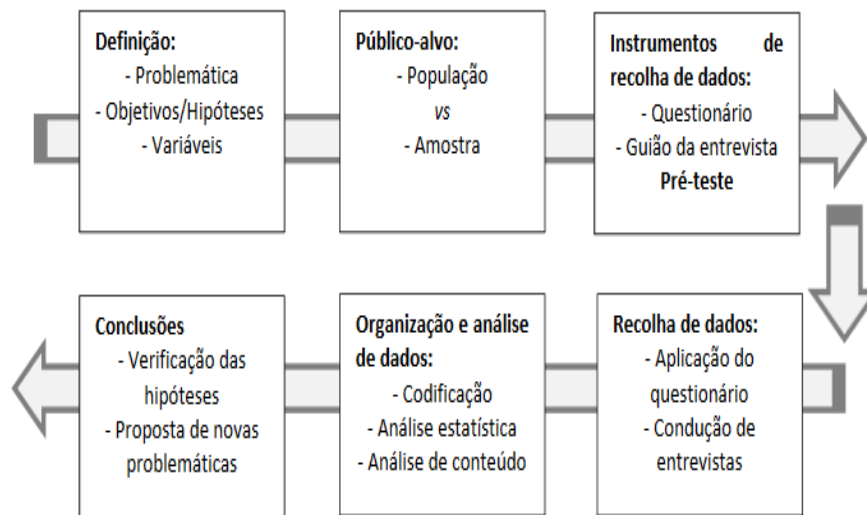 Definição:
- Problemática
- Objetivos/Hipóteses
- Variáveis
Público-alvo:
- População
vs
- Amostra
Instrumentos de
recolha de dados:
- Questionário
- Guião da entrevista
Pré-teste
Recolha de dados:
- Aplicação do
questionário
- Condução de
entrevistas
Organização e análise
de dados:
- Codificação
- Análise estatística
- Análise de conteúdo
Conclusões
- Verificação das
hipóteses
- Proposta de novas
problemáticas